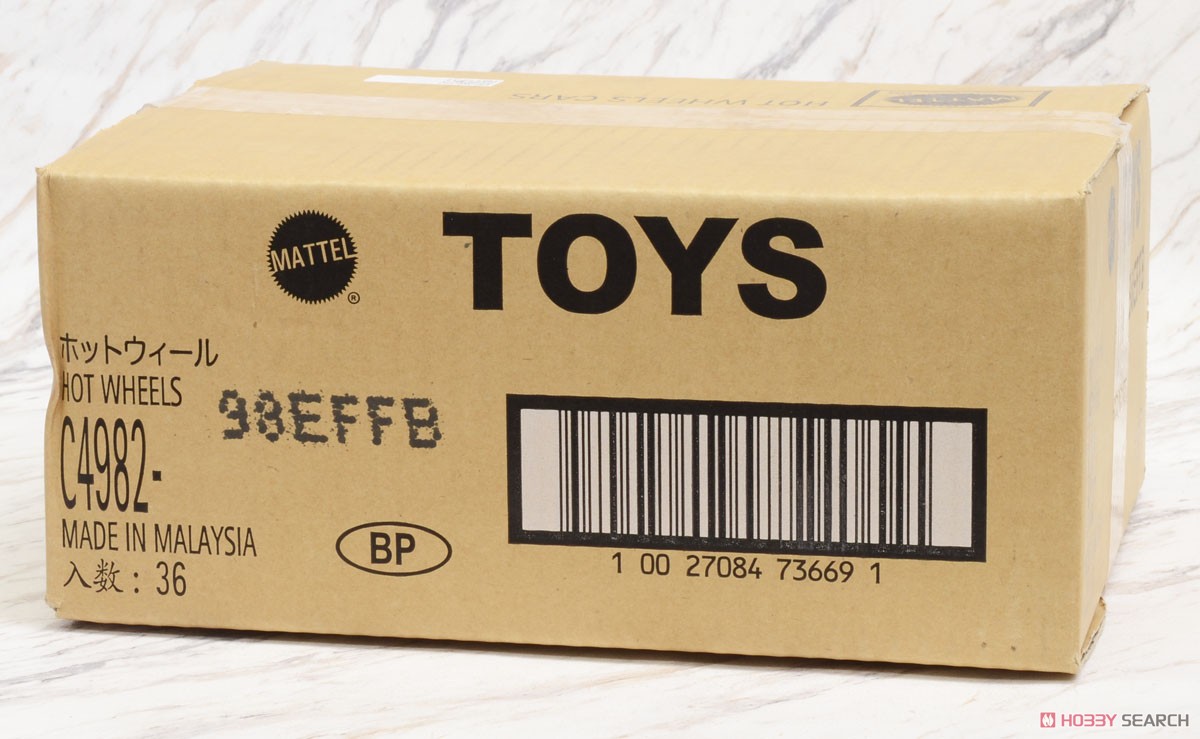 HOT WHEELS CARS
MATTEL
MATTEL
®
TOYS
ホットウィール
HOT WHEELS
C4982-
98EFFB
MADE IN MALAYSIA
入数：36
BP
1 00 27084 73669 1
HOBBY SEARCH